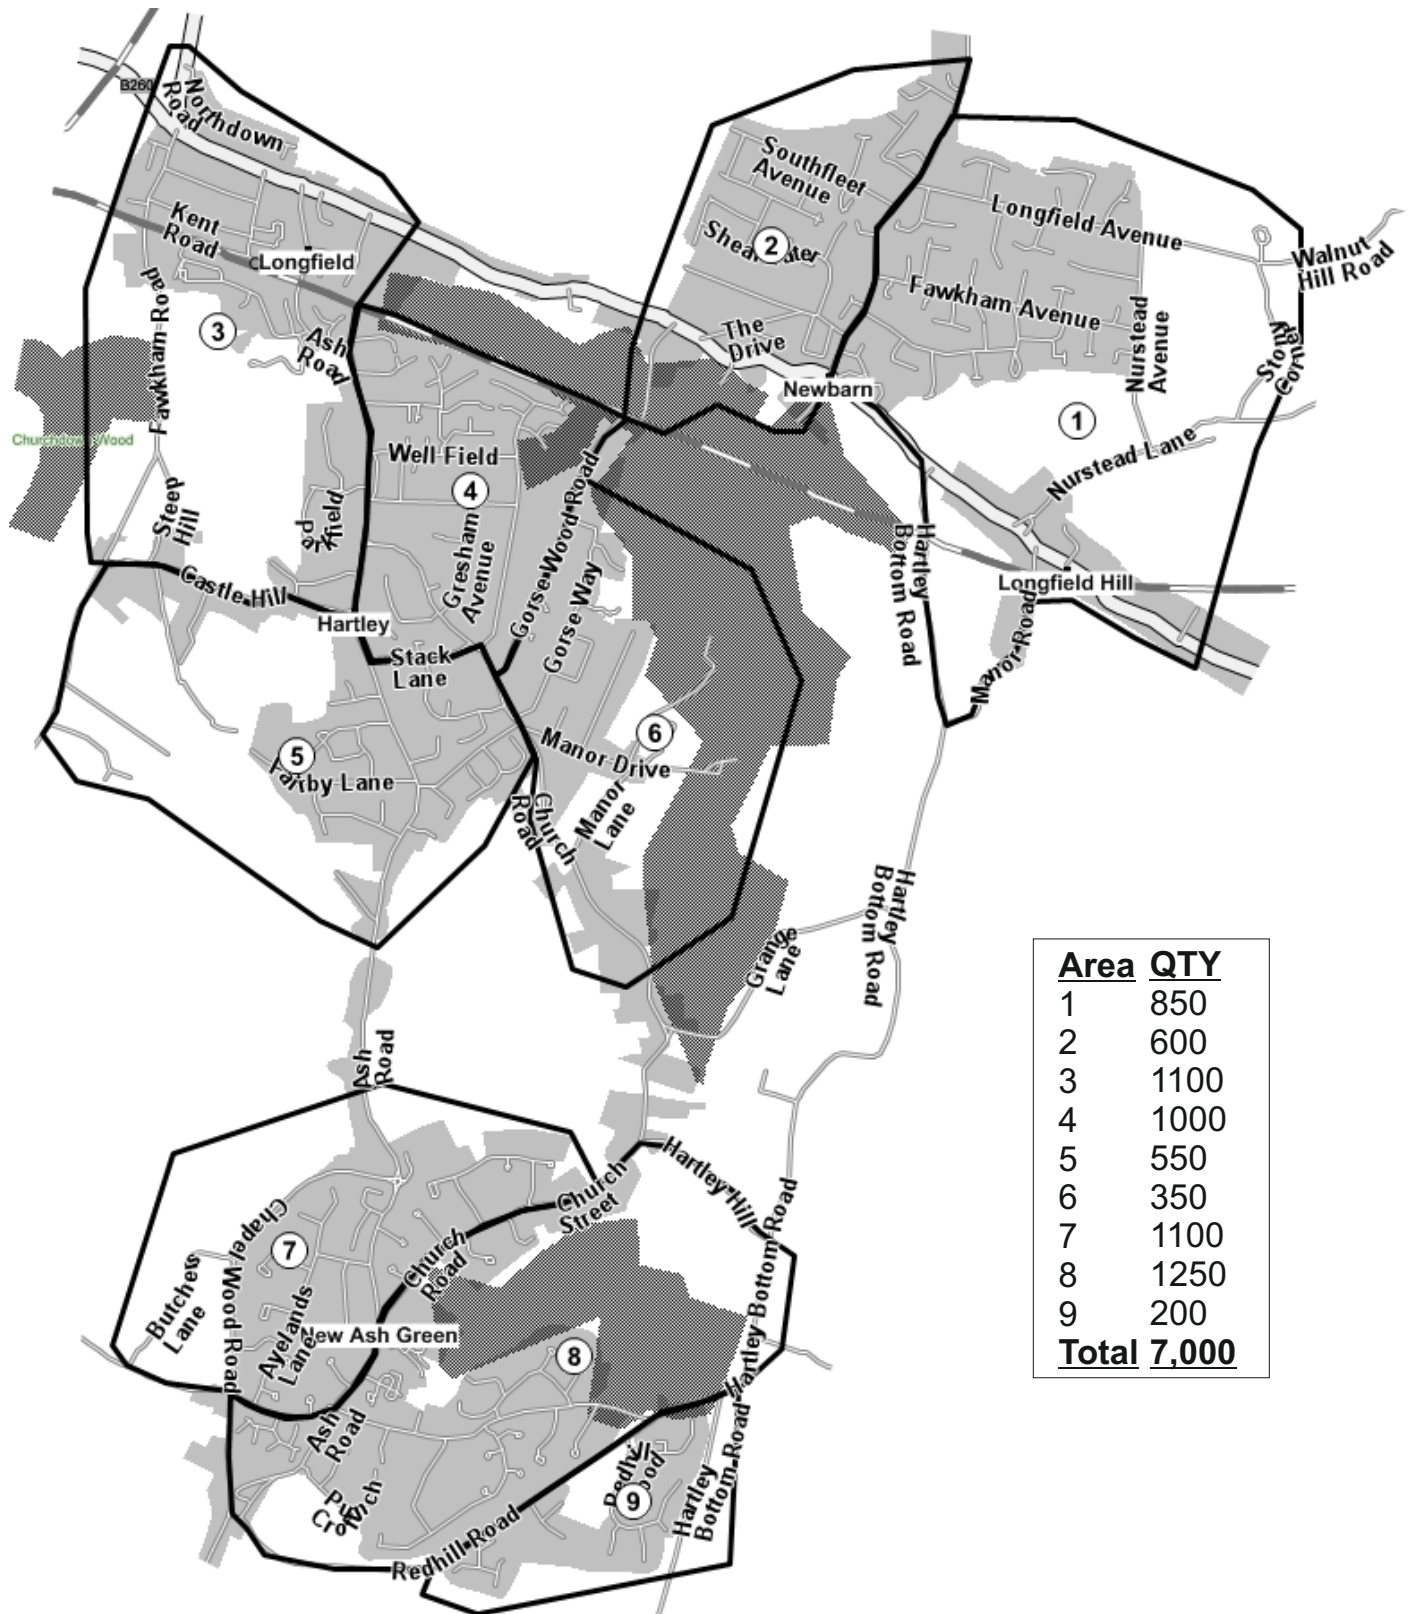 B260
Northdown
Road
Kent
Road
Longfield
3
Fawkham Road
Ash
Road
Churchdown Wood
Steep
Hill
Castle Hill
Hartley
Well Field
4
Gresham
Avenue
Gorse Wood Road
Gorse Way
Stack
Lane
Southfleet
Avenue
2
The
Drive
Newbarn
Longfield Avenue
Fawkham Avenue
Nurstead
Avenue
Walnut
Hill Road
Stony
Corner
1
Nurstead Lane
Longfield Hill
Hartley
Bottom Road
Manor Road
5
Fairby Lane
6
Manor Drive
Manor
Lane
Church
Road
Grange
Lane
Hartley
Bottom Road
Ash
Road
Area QTY
1 850
2 600
3 1100
4 1000
5 550
6 350
7 1100
8 1250
9 200
Total 7,000
Hartley Hill
Church
Street
Church
Road
Chapel Wood Road
7
Butchers
Lane
Ayelands
Lane
New Ash Green
8
Hartley Bottom Road
Ash
Road
Redhill
Wood
9
Hartley
Bottom Road
Redhill Road